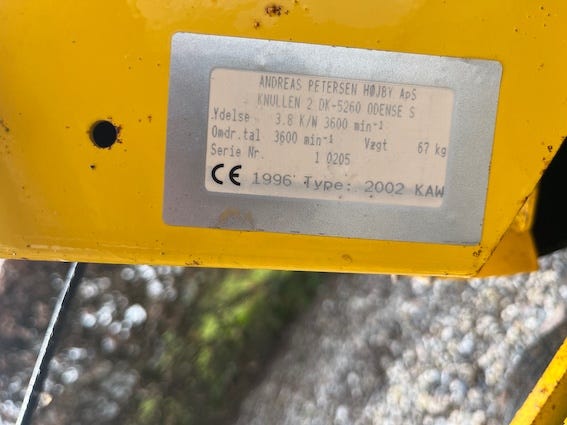 ANDREAS PETERSEN HØJBY ApS
KNULLEN 2 DK-5260 ODENSE S
Ydelse 3.8 K/W 3600 min⁻¹
Omdr.tal 3600 min⁻¹ Vægt 67 kg
Serie Nr. 1 0205
CE 1996 Type: 2002 KAW